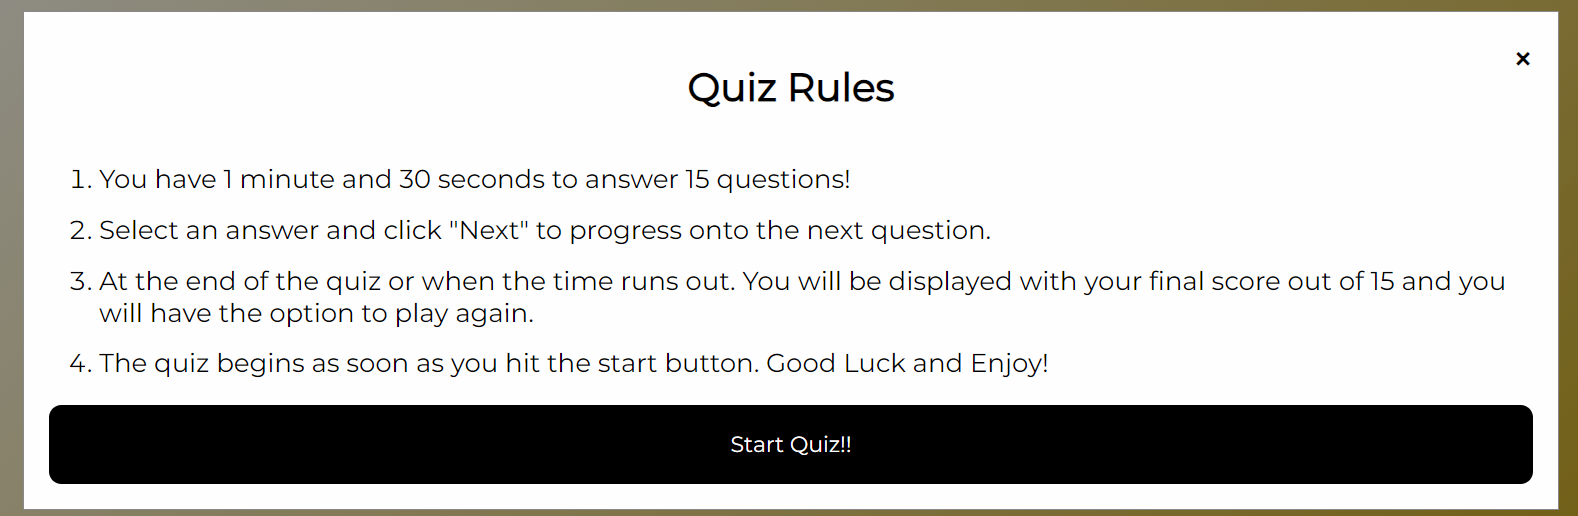 ×
Quiz Rules
1. You have 1 minute and 30 seconds to answer 15 questions!
2. Select an answer and click "Next" to progress onto the next question.
3. At the end of the quiz or when the time runs out. You will be displayed with your final score out of 15 and you
will have the option to play again.
4. The quiz begins as soon as you hit the start button. Good Luck and Enjoy!
Start Quiz!!